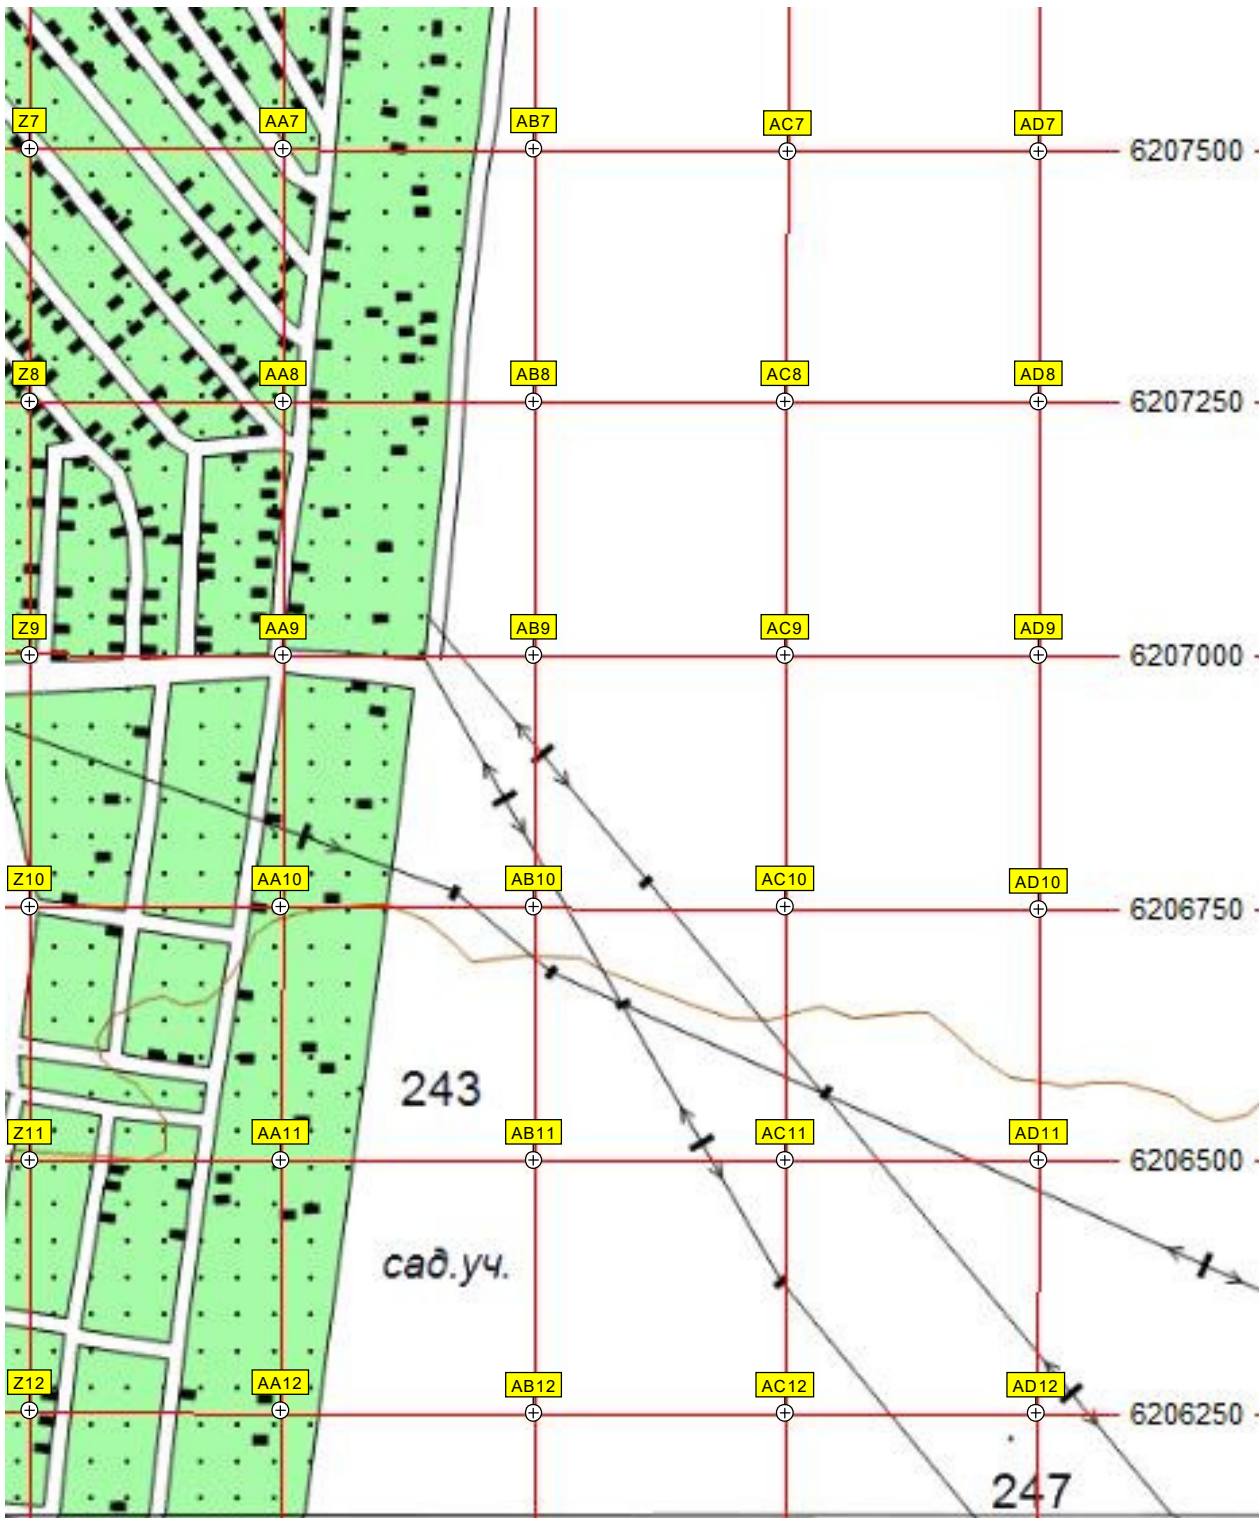 Z7 AA7 AB7 AC7 AD7 6207500
Z8 AA8 AB8 AC8 AD8 6207250
Z9 AA9 AB9 AC9 AD9 6207000
Z10 AA10 AB10 AC10 AD10 6206750
243
Z11 AA11 AB11 AC11 AD11 6206500
сад.уч.
Z12 AA12 AB12 AC12 AD12 6206250
247